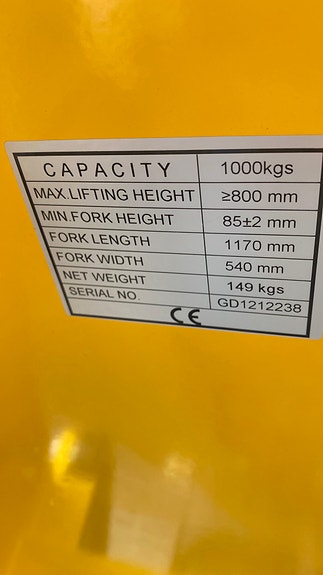 CAPACITY 1000kgs
MAX.LIFTING HEIGHT ≥800 mm
MIN.FORK HEIGHT 85±2 mm
FORK LENGTH 1170 mm
FORK WIDTH 540 mm
NET WEIGHT 149 kgs
SERIAL NO. GD1212238
CE